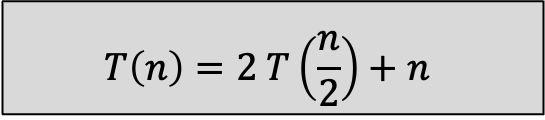 T(n) = 2 T(n/2) + n